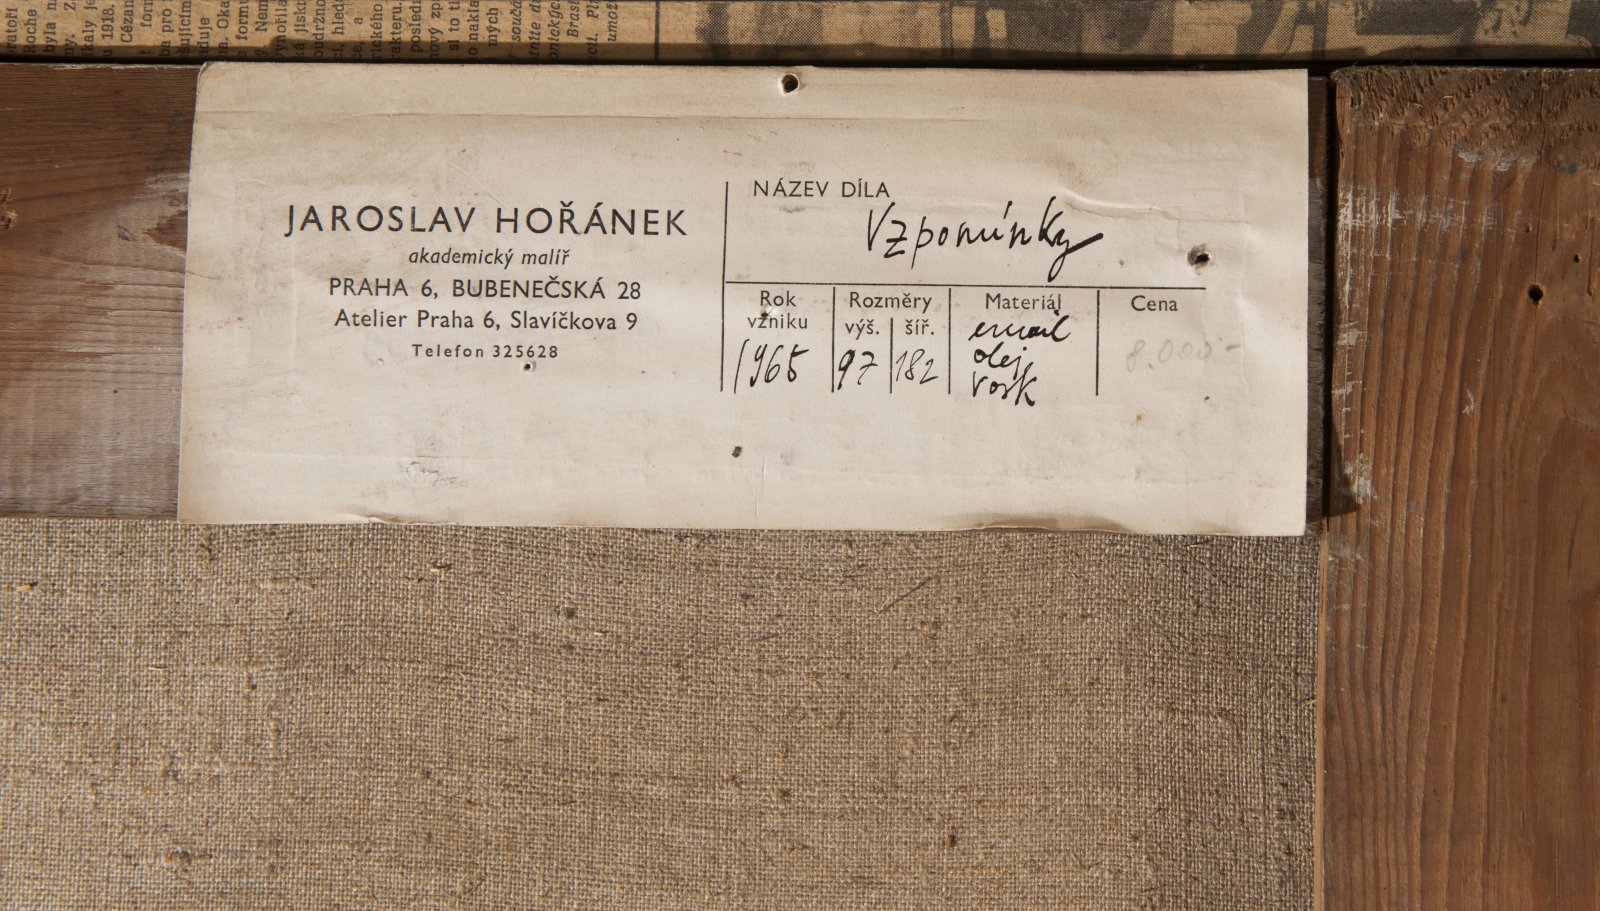 JAROSLAV HOŘÁNEK
akademický malíř
PRAHA 6, BUBENEČSKÁ 28
Atelier Praha 6, Slavíčkova 9
Telefon 325628
NÁZEV DÍLA
Vzpomínky
Rok vzniku
1965
Rozměry
výš. šíř.
97 182
Materiál
email
olej
vosk
Cena
8.000-